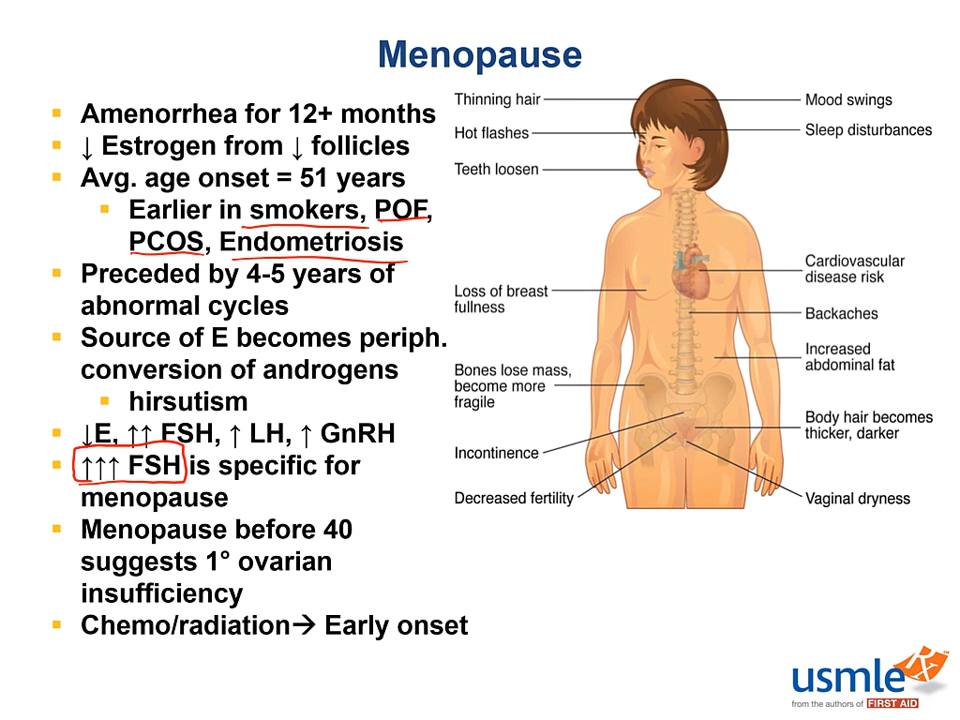 Menopause
▪ Amenorrhea for 12+ months
▪ ↓ Estrogen from ↓ follicles
▪ Avg. age onset = 51 years
▪ Earlier in smokers, POF,
PCOS, Endometriosis
▪ Preceded by 4-5 years of
abnormal cycles
▪ Source of E becomes periph.
conversion of androgens
▪ hirsutism
▪ ↓E, ↑↑ FSH, ↑ LH, ↑ GnRH
▪ ↑↑↑ FSH is specific for
menopause
▪ Menopause before 40
suggests 1° ovarian
insufficiency
▪ Chemo/radiation→ Early onset
Thinning hair
Hot flashes
Teeth loosen
Loss of breast
fullness
Bones lose mass,
become more
fragile
Incontinence
Decreased fertility
Mood swings
Sleep disturbances
Cardiovascular
disease risk
Backaches
Increased
abdominal fat
Body hair becomes
thicker, darker
Vaginal dryness
usmle Rx™
from the authors of FIRST AID